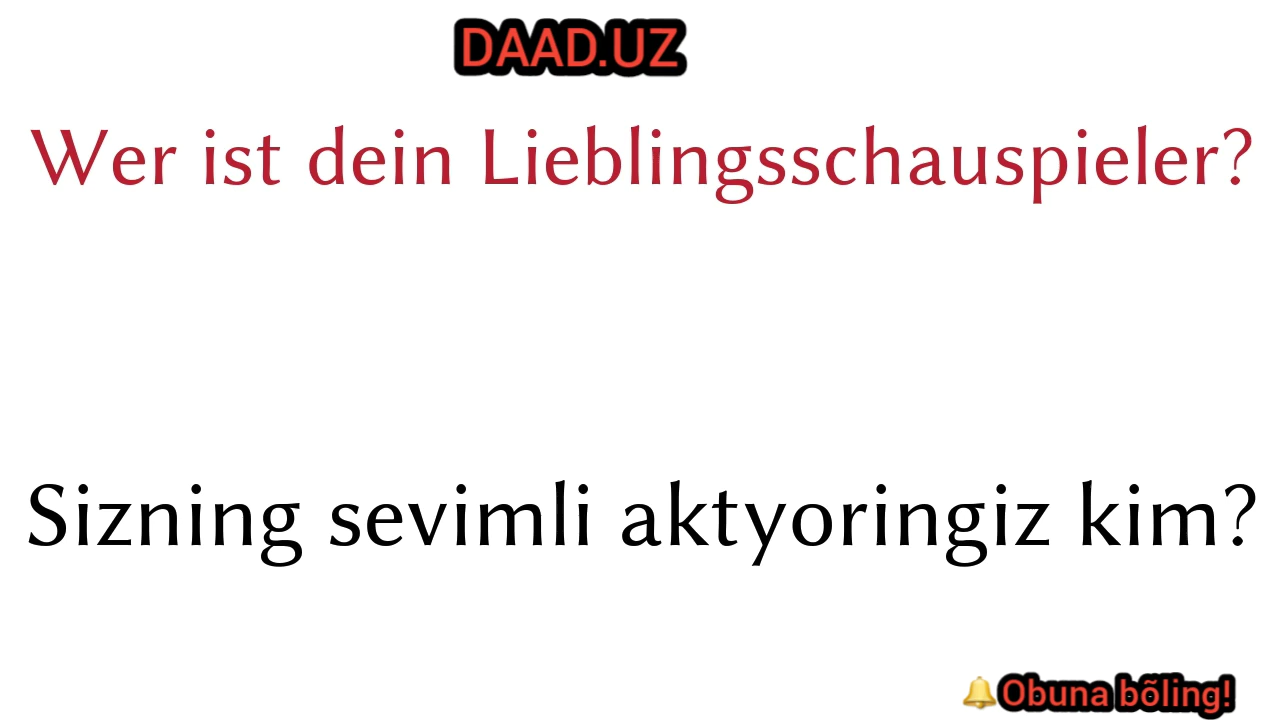 DAAD.UZ
Wer ist dein Lieblingsschauspieler?
Sizning sevimli aktyoringiz kim?
🔔Obuna bõling!